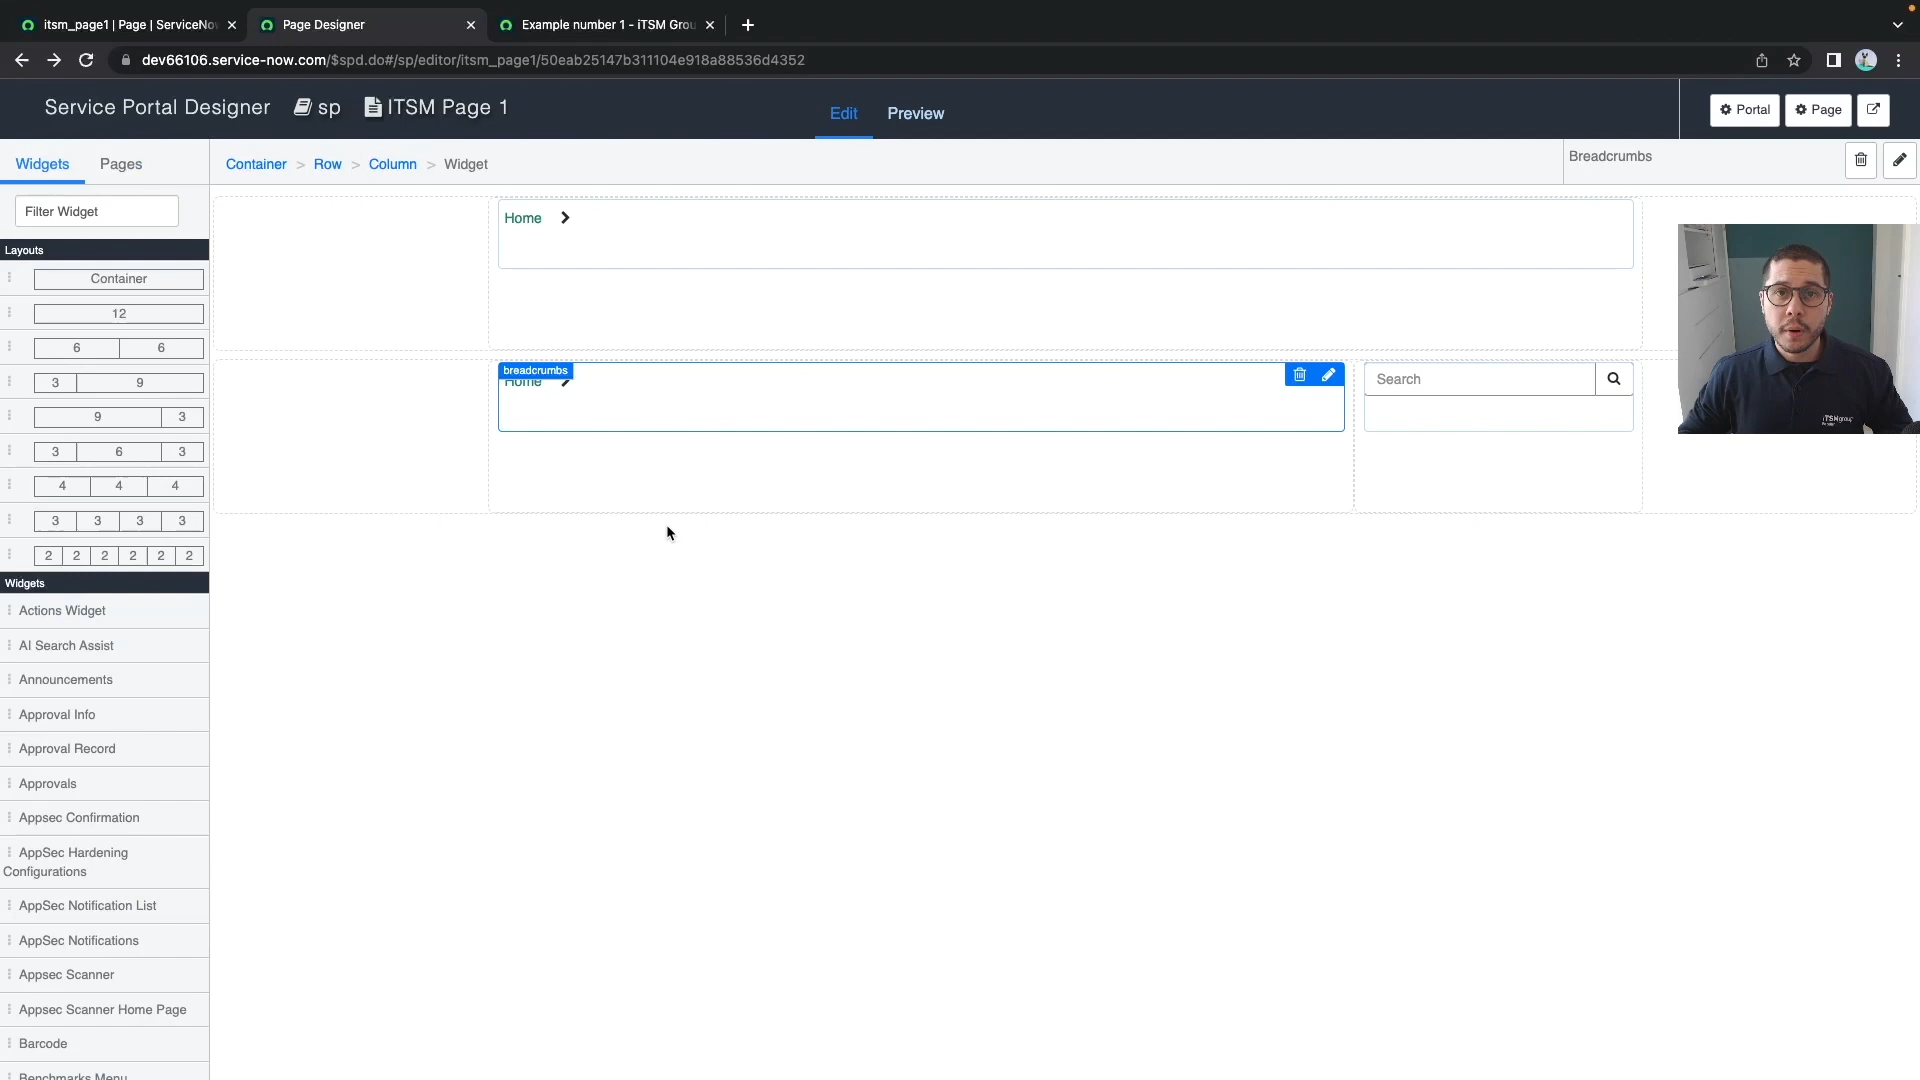 itsm_page1 | Page | ServiceNo
Page Designer
Example number 1 - iTSM Grou
dev66106.service-now.com/$spd.do#/sp/editor/itsm_page1/50eab25147b311104e918a88536d4352
Service Portal Designer
sp
ITSM Page 1
Edit
Preview
Portal
Page
Widgets
Pages
Container > Row > Column > Widget
Breadcrumbs
Filter Widget
Layouts
Container
12
6 6
3 9
9 3
3 6 3
4 4 4
3 3 3 3
2 2 2 2 2 2
Widgets
Actions Widget
AI Search Assist
Announcements
Approval Info
Approval Record
Approvals
Appsec Confirmation
AppSec Hardening
Configurations
AppSec Notification List
AppSec Notifications
Appsec Scanner
Appsec Scanner Home Page
Barcode
Benchmarks Menu
Home
breadcrumbs
Home
Search
iTSMgroup